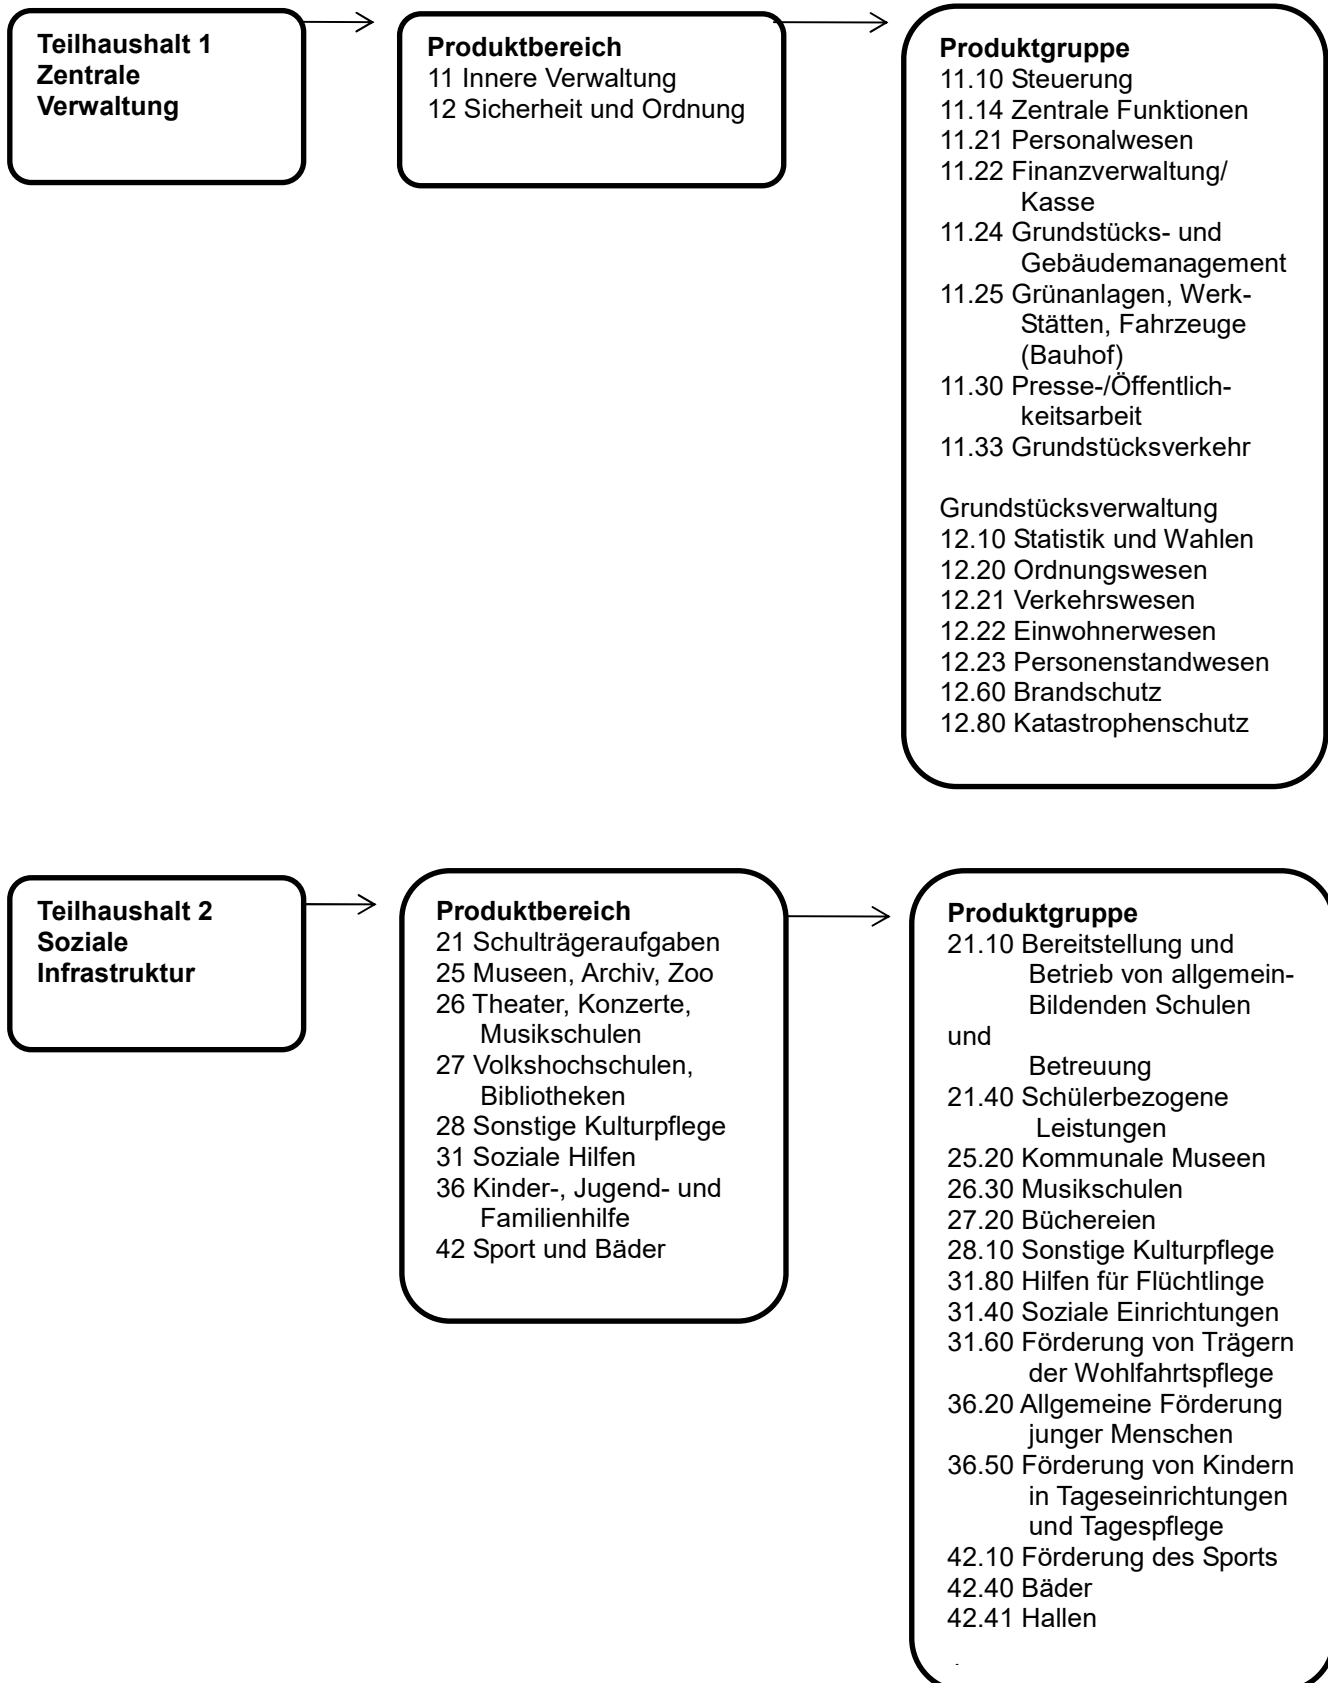 Teilhaushalt 1
Zentrale
Verwaltung
Produktbereich
11 Innere Verwaltung
12 Sicherheit und Ordnung
Produktgruppe
11.10 Steuerung
11.14 Zentrale Funktionen
11.21 Personalwesen
11.22 Finanzverwaltung/
Kasse
11.24 Grundstücks- und
Gebäudemanagement
11.25 Grünanlagen, Werk-
Stätten, Fahrzeuge
(Bauhof)
11.30 Presse-/Öffentlich-
keitsarbeit
11.33 Grundstücksverkehr
Grundstücksverwaltung
12.10 Statistik und Wahlen
12.20 Ordnungswesen
12.21 Verkehrswesen
12.22 Einwohnerwesen
12.23 Personenstandwesen
12.60 Brandschutz
12.80 Katastrophenschutz
Teilhaushalt 2
Soziale
Infrastruktur
Produktbereich
21 Schulträgeraufgaben
25 Museen, Archiv, Zoo
26 Theater, Konzerte,
Musikschulen
27 Volkshochschulen,
Bibliotheken
28 Sonstige Kulturpflege
31 Soziale Hilfen
36 Kinder-, Jugend- und
Familienhilfe
42 Sport und Bäder
Produktgruppe
21.10 Bereitstellung und
Betrieb von allgemein-
Bildenden Schulen
und
Betreuung
21.40 Schülerbezogene
Leistungen
25.20 Kommunale Museen
26.30 Musikschulen
27.20 Büchereien
28.10 Sonstige Kulturpflege
31.80 Hilfen für Flüchtlinge
31.40 Soziale Einrichtungen
31.60 Förderung von Trägern
der Wohlfahrtspflege
36.20 Allgemeine Förderung
junger Menschen
36.50 Förderung von Kindern
in Tageseinrichtungen
und Tagespflege
42.10 Förderung des Sports
42.40 Bäder
42.41 Hallen